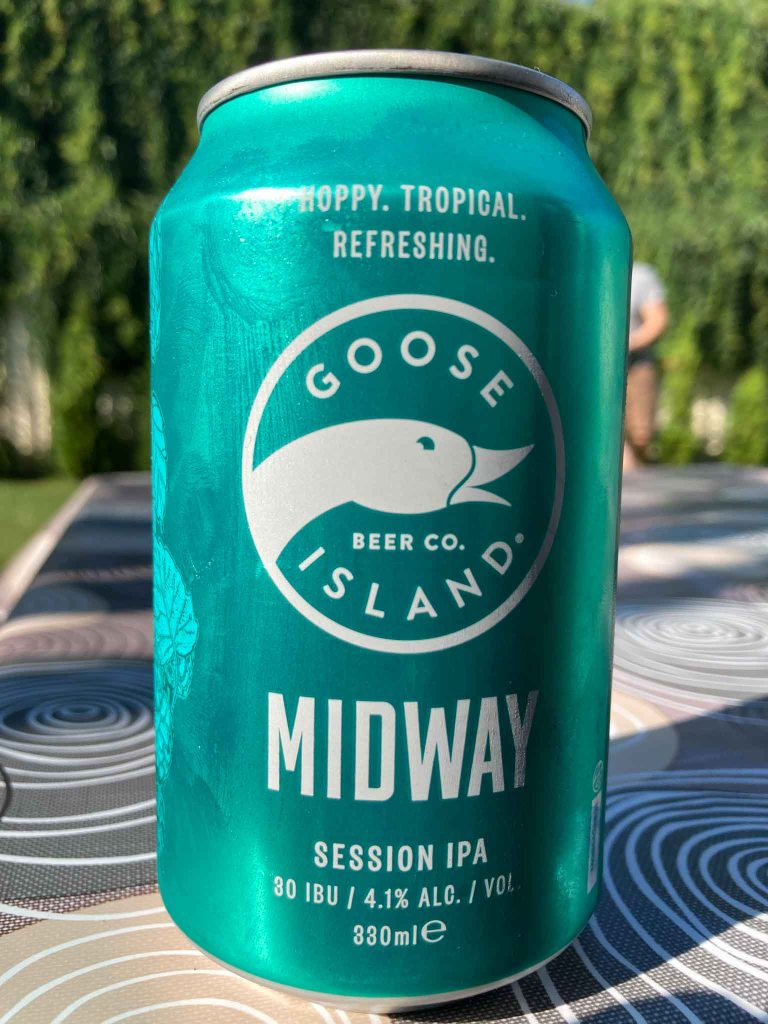 HOPPY. TROPICAL.
REFRESHING.
GOOSE
BEER CO.
ISLAND®
MIDWAY
SESSION IPA
30 IBU / 4.1% ALC. / VOL.
330ml℮